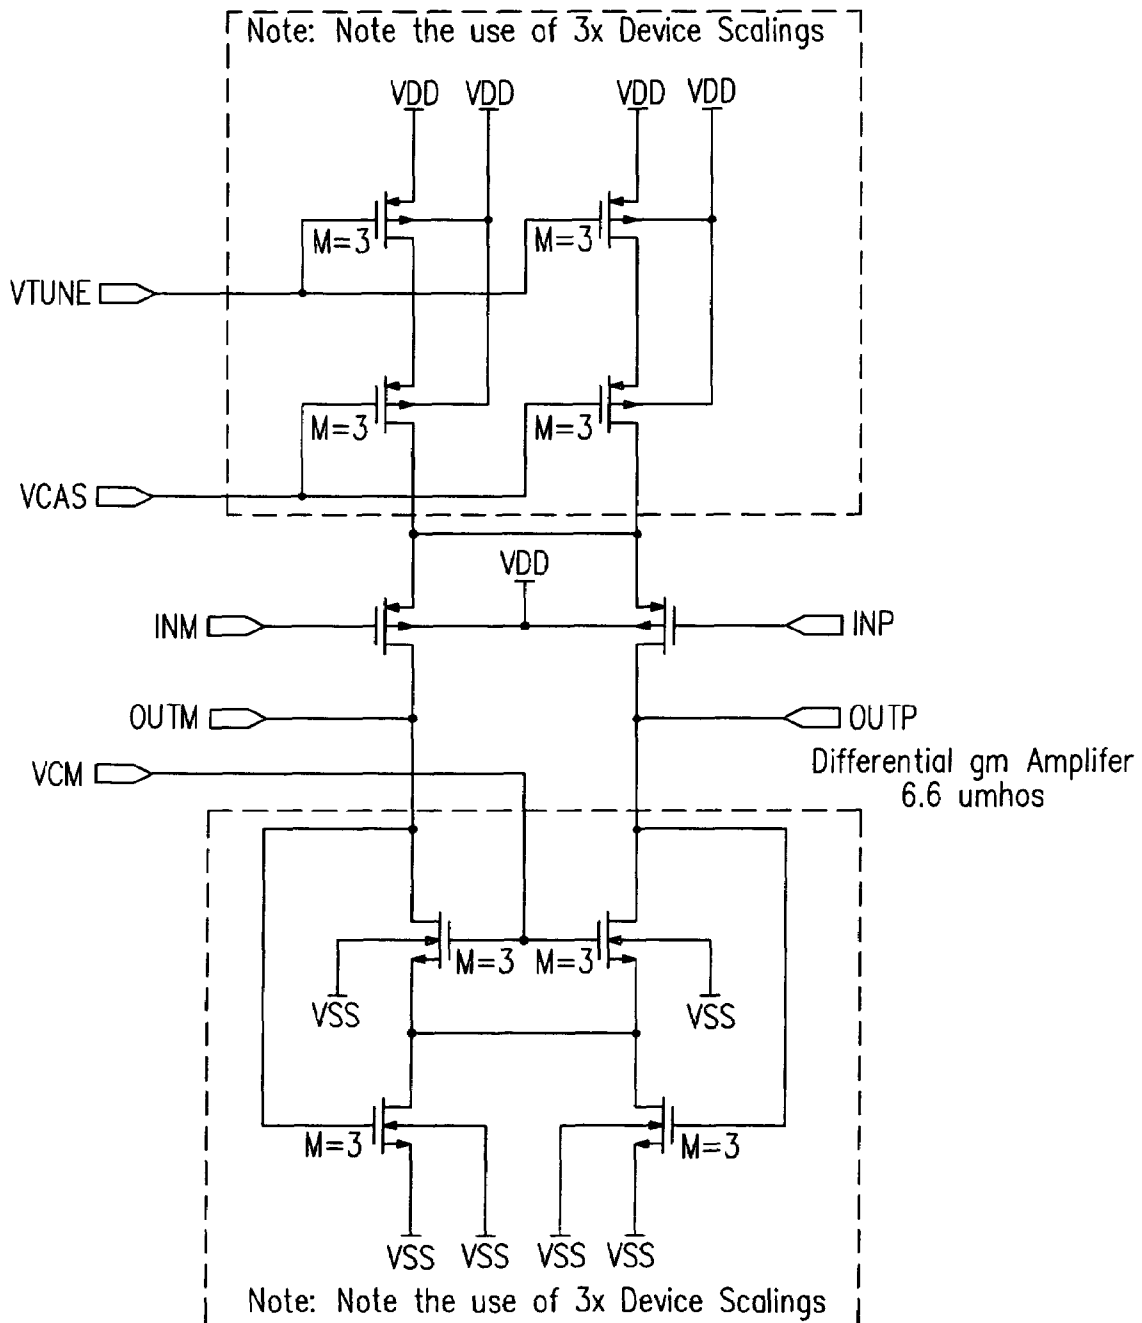 Note: Note the use of 3x Device Scalings
VDD VDD VDD VDD
M=3 M=3
VTUNE
M=3 M=3
VCAS
VDD
INM INP
OUTM OUTP
VCM
Differential gm Amplifer
6.6 umhos
M=3 M=3
VSS VSS
M=3 M=3
VSS VSS VSS VSS
Note: Note the use of 3x Device Scalings